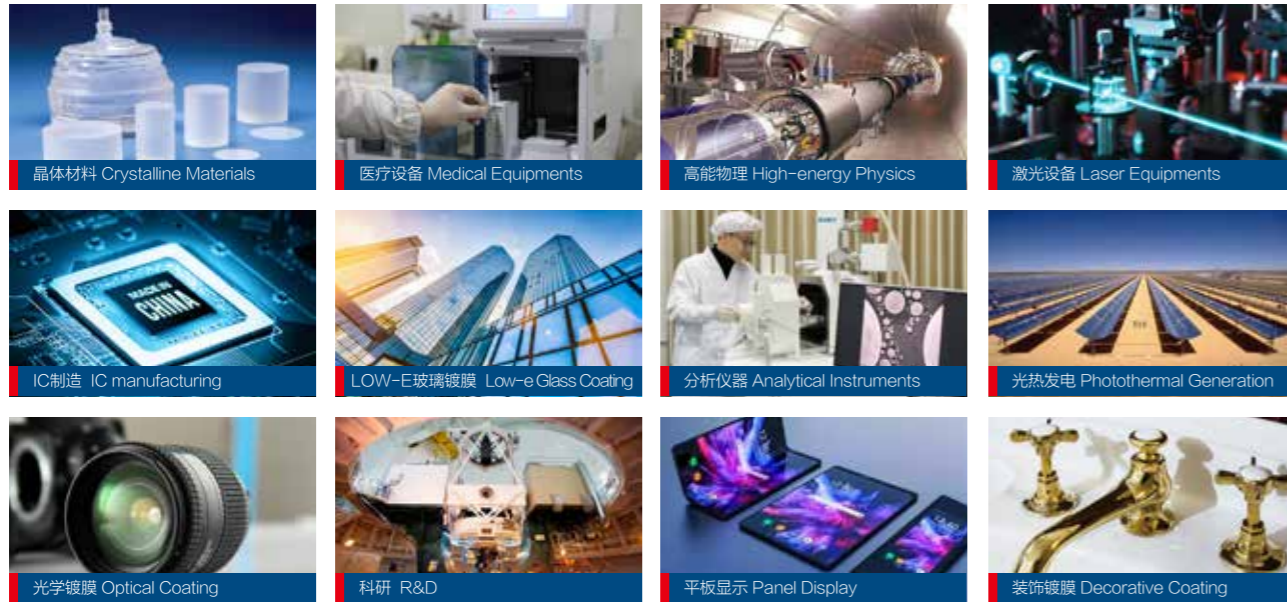 晶体材料 Crystalline Materials
医疗设备 Medical Equipments
高能物理 High-energy Physics
激光设备 Laser Equipments
MADE IN
CHINA
IC制造 IC manufacturing
LOW-E玻璃镀膜 Low-e Glass Coating
分析仪器 Analytical Instruments
光热发电 Photothermal Generation
光学镀膜 Optical Coating
科研 R&D
平板显示 Panel Display
装饰镀膜 Decorative Coating